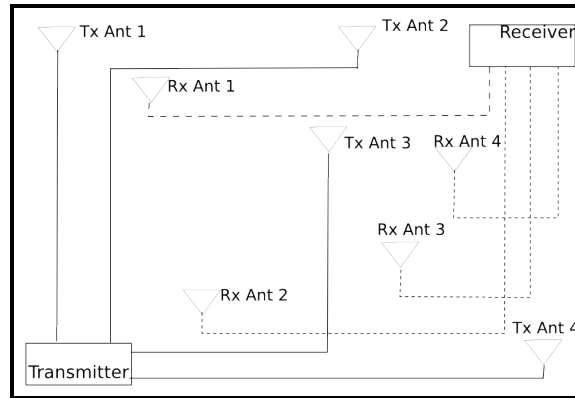 Tx Ant 1
Tx Ant 2
Receiver
Rx Ant 1
Tx Ant 3
Rx Ant 4
Rx Ant 3
Rx Ant 2
Tx Ant 4
Transmitter